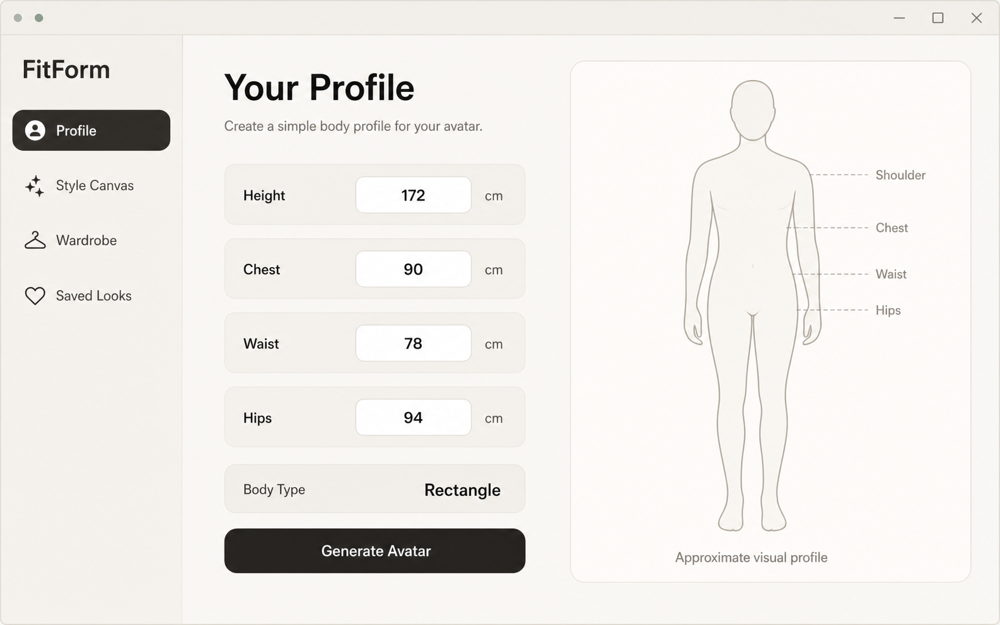 FitForm
Profile
Style Canvas
Wardrobe
Saved Looks
Your Profile
Create a simple body profile for your avatar.
Height 172 cm
Chest 90 cm
Waist 78 cm
Hips 94 cm
Body Type Rectangle
Generate Avatar
Shoulder
Chest
Waist
Hips
Approximate visual profile